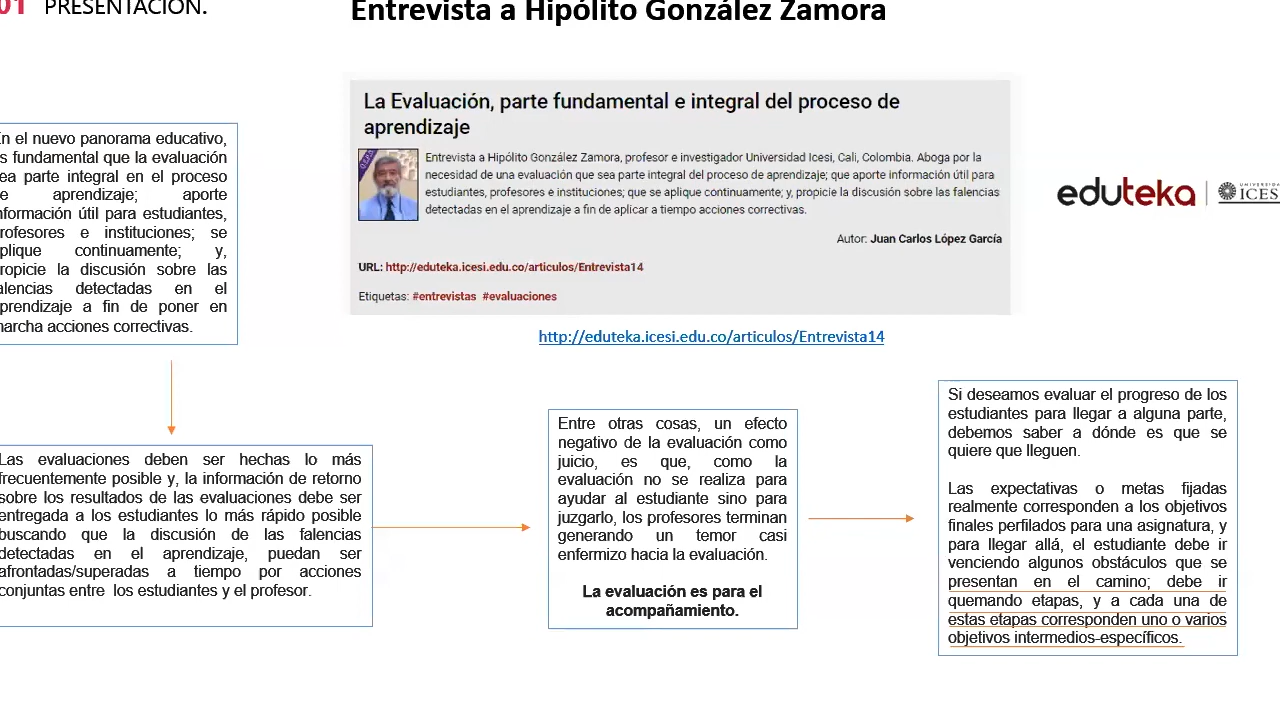 01 PRESENTACIÓN.
Entrevista a Hipólito González Zamora
La Evaluación, parte fundamental e integral del proceso de
aprendizaje
Entrevista a Hipólito González Zamora, profesor e investigador Universidad Icesi, Cali, Colombia. Aboga por la
necesidad de una evaluación que sea parte integral del proceso de aprendizaje; que aporte información útil para
estudiantes, profesores e instituciones; que se aplique continuamente; y, propicie la discusión sobre las falencias
detectadas en el aprendizaje a fin de aplicar a tiempo acciones correctivas.
Autor: Juan Carlos López García
URL: http://eduteka.icesi.edu.co/articulos/Entrevista14
Etiquetas: #entrevistas #evaluaciones
http://eduteka.icesi.edu.co/articulos/Entrevista14
eduteka
UNIVERSIDA
ICES
n el nuevo panorama educativo,
s fundamental que la evaluación
ea parte integral en el proceso
e aprendizaje; aporte
nformación útil para estudiantes,
rofesores e instituciones; se
plique continuamente; y,
ropicie la discusión sobre las
alencias detectadas en el
prendizaje a fin de poner en
archa acciones correctivas.
Las evaluaciones deben ser hechas lo más
frecuentemente posible y, la información de retorno
sobre los resultados de las evaluaciones debe ser
entregada a los estudiantes lo más rápido posible
buscando que la discusión de las falencias
detectadas en el aprendizaje, puedan ser
afrontadas/superadas a tiempo por acciones
conjuntas entre los estudiantes y el profesor.
Entre otras cosas, un efecto
negativo de la evaluación como
juicio, es que, como la
evaluación no se realiza para
ayudar al estudiante sino para
juzgarlo, los profesores terminan
generando un temor casi
enfermizo hacia la evaluación.
La evaluación es para el
acompañamiento.
Si deseamos evaluar el progreso de los
estudiantes para llegar a alguna parte,
debemos saber a dónde es que se
quiere que lleguen.
Las expectativas o metas fijadas
realmente corresponden a los objetivos
finales perfilados para una asignatura, y
para llegar allá, el estudiante debe ir
venciendo algunos obstáculos que se
presentan en el camino; debe ir
quemando etapas, y a cada una de
estas etapas corresponden uno o varios
objetivos intermedios-específicos.